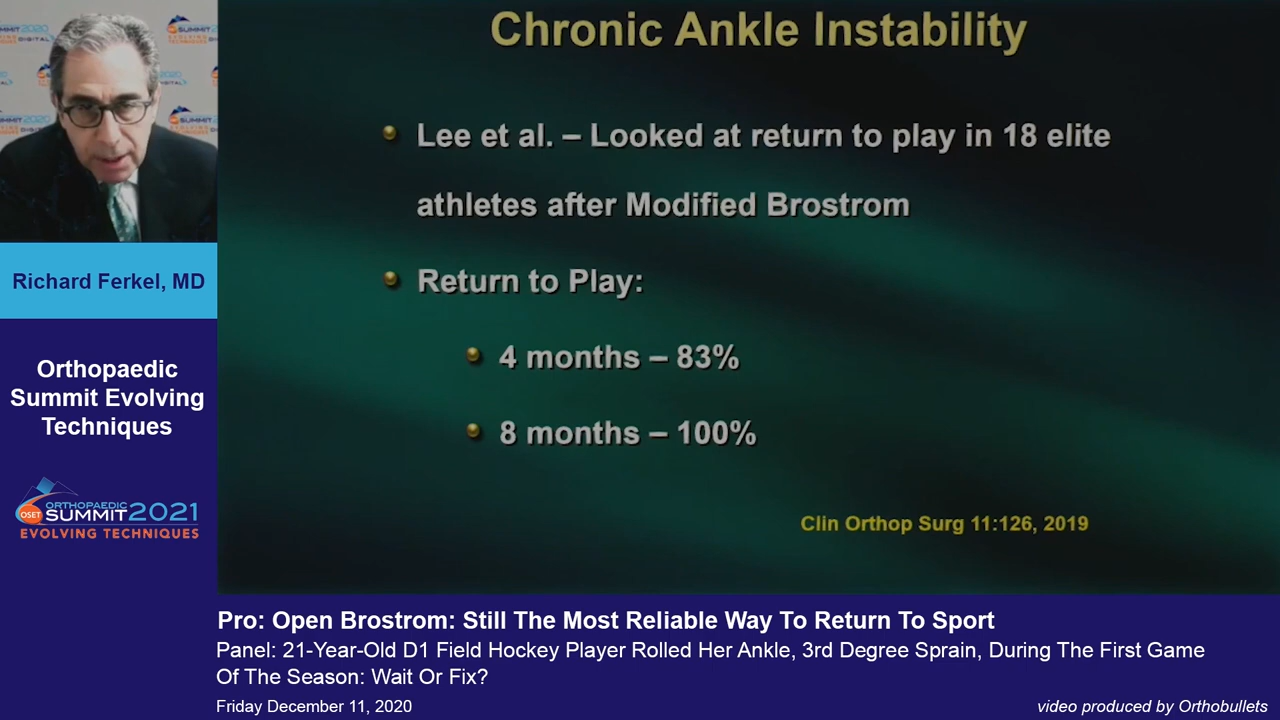 Chronic Ankle Instability
Lee et al. – Looked at return to play in 18 elite
athletes after Modified Brostrom
Return to Play:
4 months – 83%
8 months – 100%
Clin Orthop Surg 11:126, 2019
Richard Ferkel, MD
Orthopaedic
Summit Evolving
Techniques
OSET
ORTHOPAEDIC
SUMMIT 2021
EVOLVING TECHNIQUES
Pro: Open Brostrom: Still The Most Reliable Way To Return To Sport
Panel: 21-Year-Old D1 Field Hockey Player Rolled Her Ankle, 3rd Degree Sprain, During The First Game
Of The Season: Wait Or Fix?
Friday December 11, 2020
video produced by Orthobullets